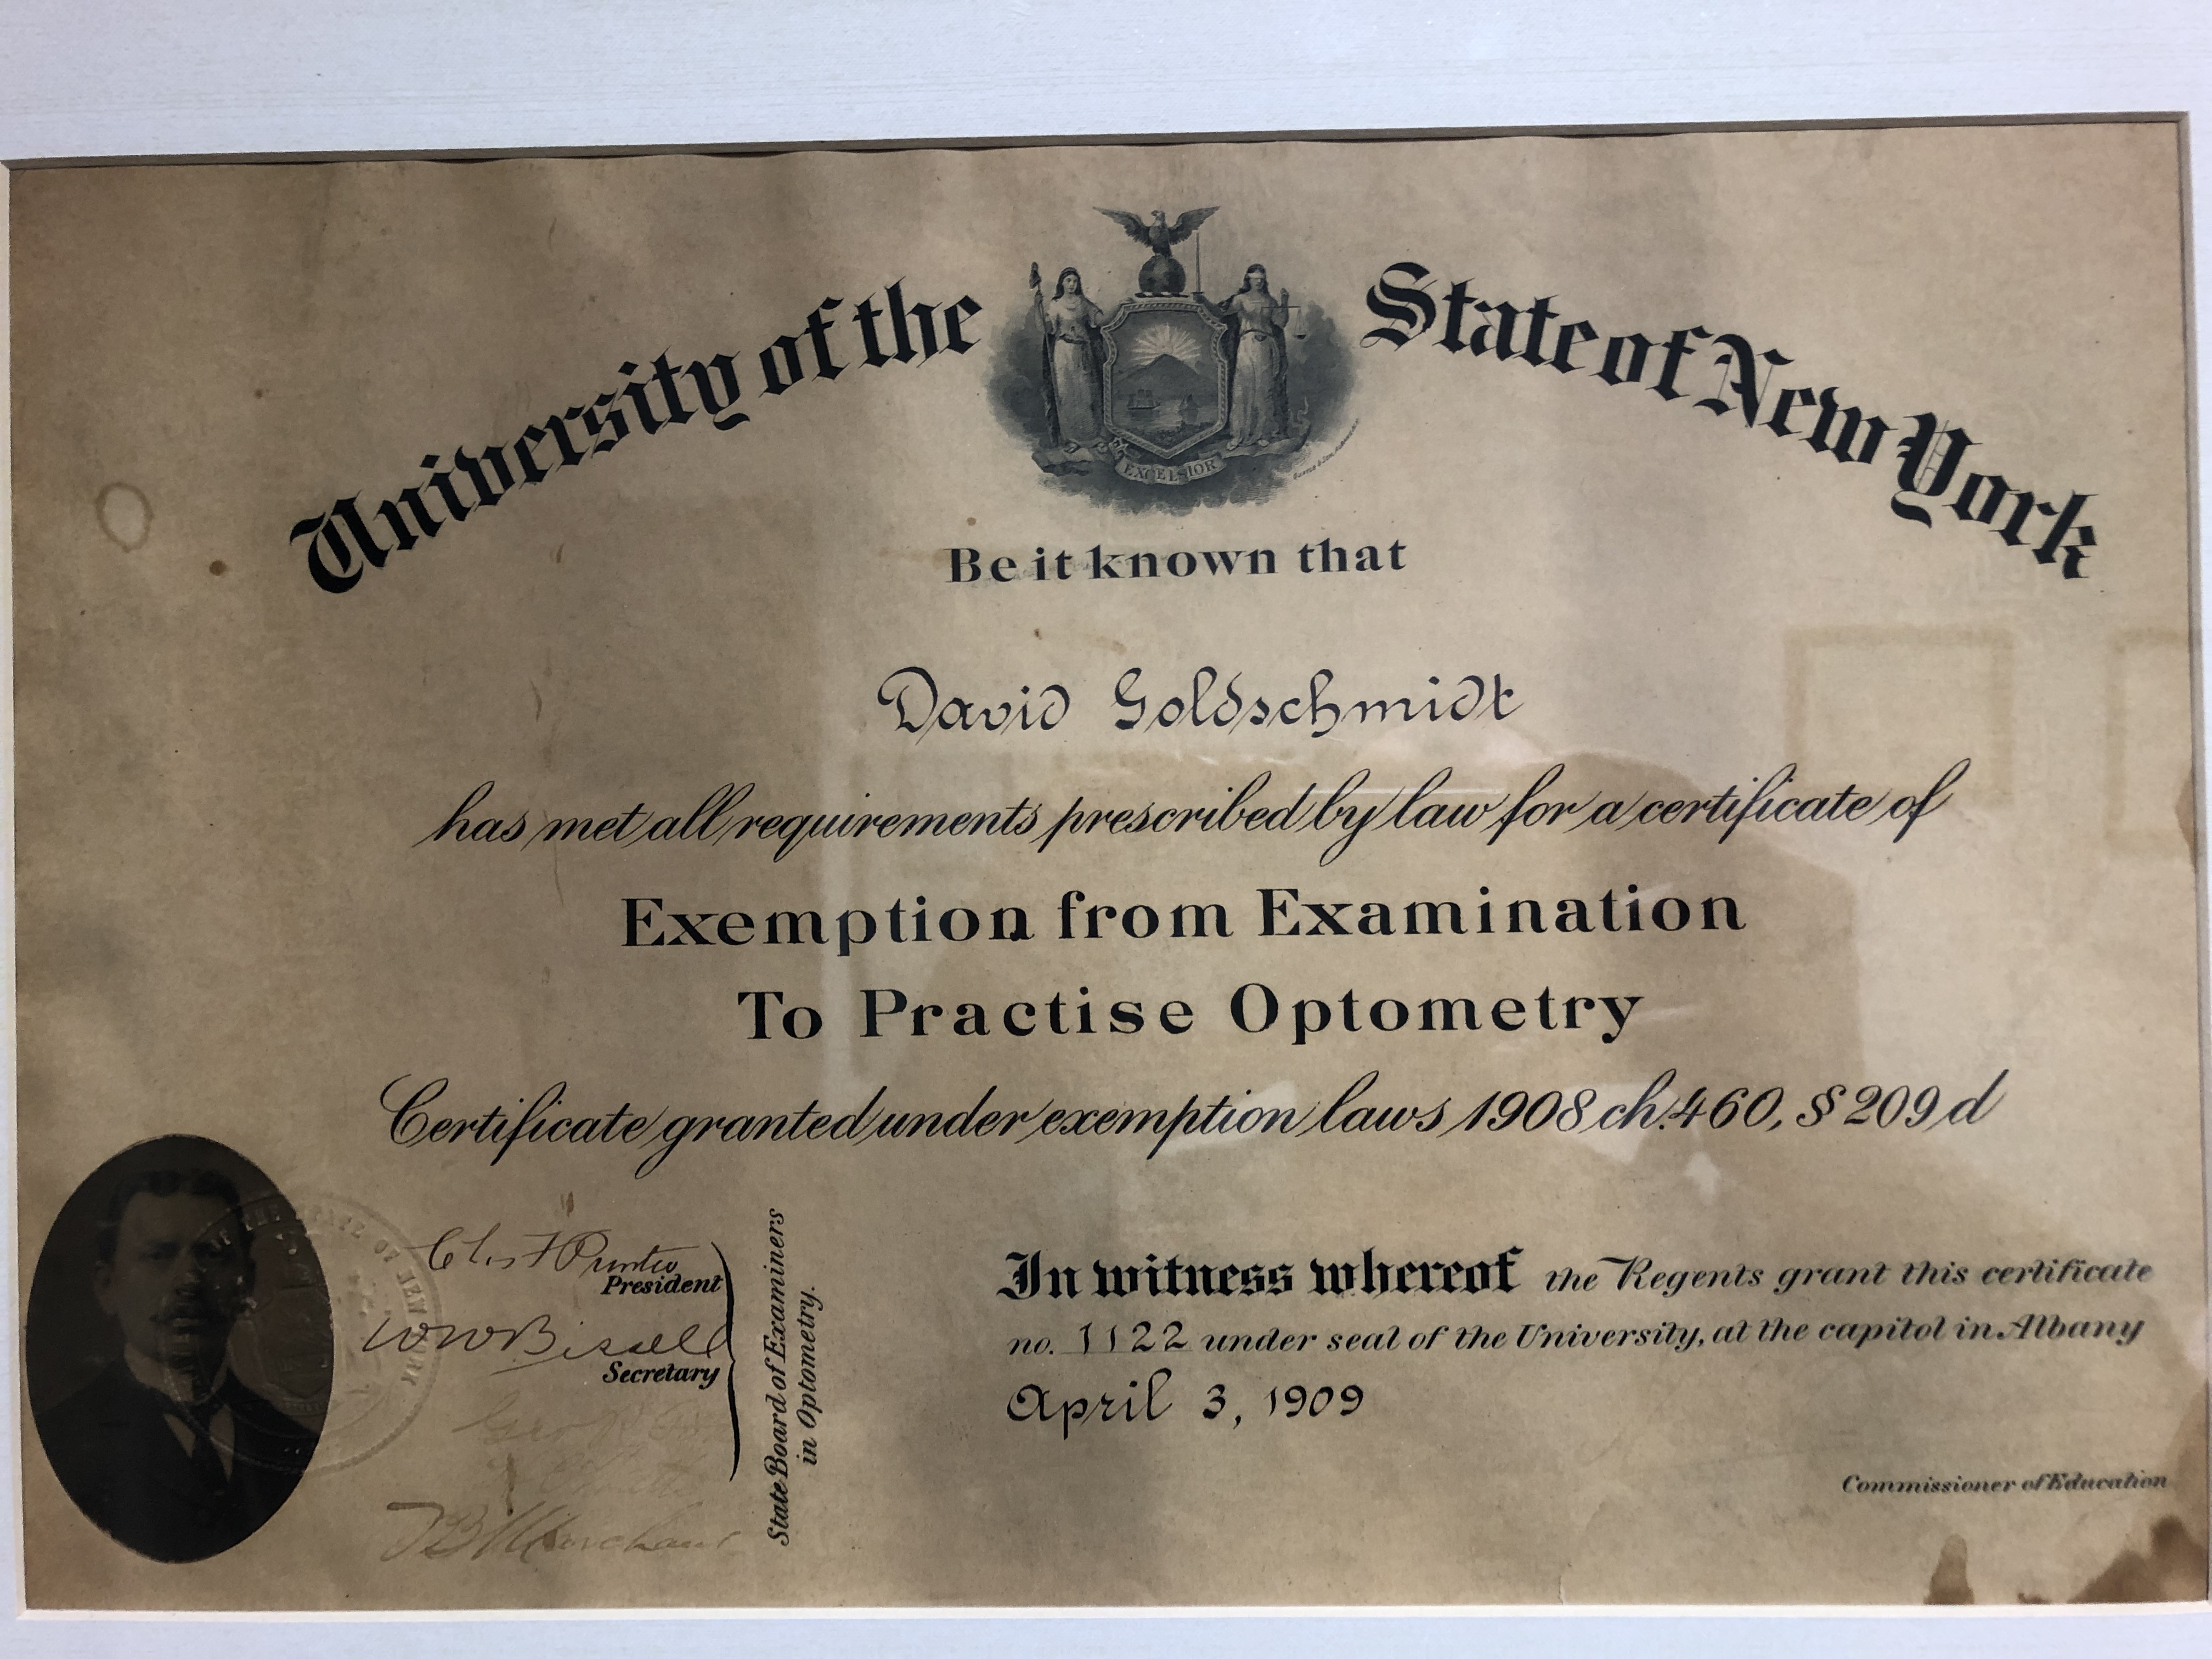 University of the State of New York
EXCELSIOR
Be it known that
David Goldschmidt
has met all requirements prescribed by law for a certificate of
Exemption from Examination
To Practise Optometry
Certificate granted under exemption laws 1908 ch. 460, § 209 d
President
W W Bissell
Secretary
State Board of Examiners
in Optometry.
In witness whereof the Regents grant this certificate
no. 1122 under seal of the University, at the capitol in Albany
April 3, 1909
Commissioner of Education